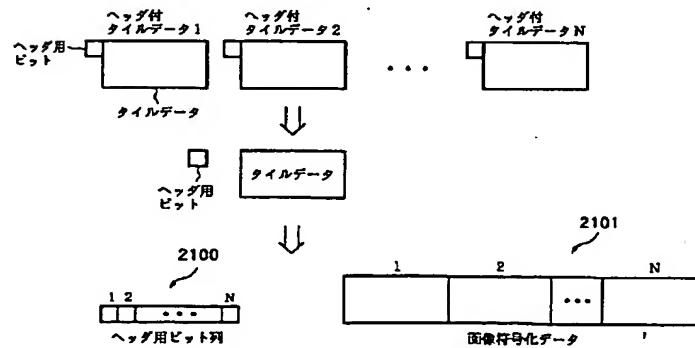 ヘッダ付
タイルデータ1
ヘッダ付
タイルデータ2
ヘッダ付
タイルデータN
ヘッダ用
ビット
・・・
タイルデータ
タイルデータ
ヘッダ用
ビット
2100
2101
1 2 ・・・ N
ヘッダ用ビット列
1 2 ・・・ N
画像符号化データ